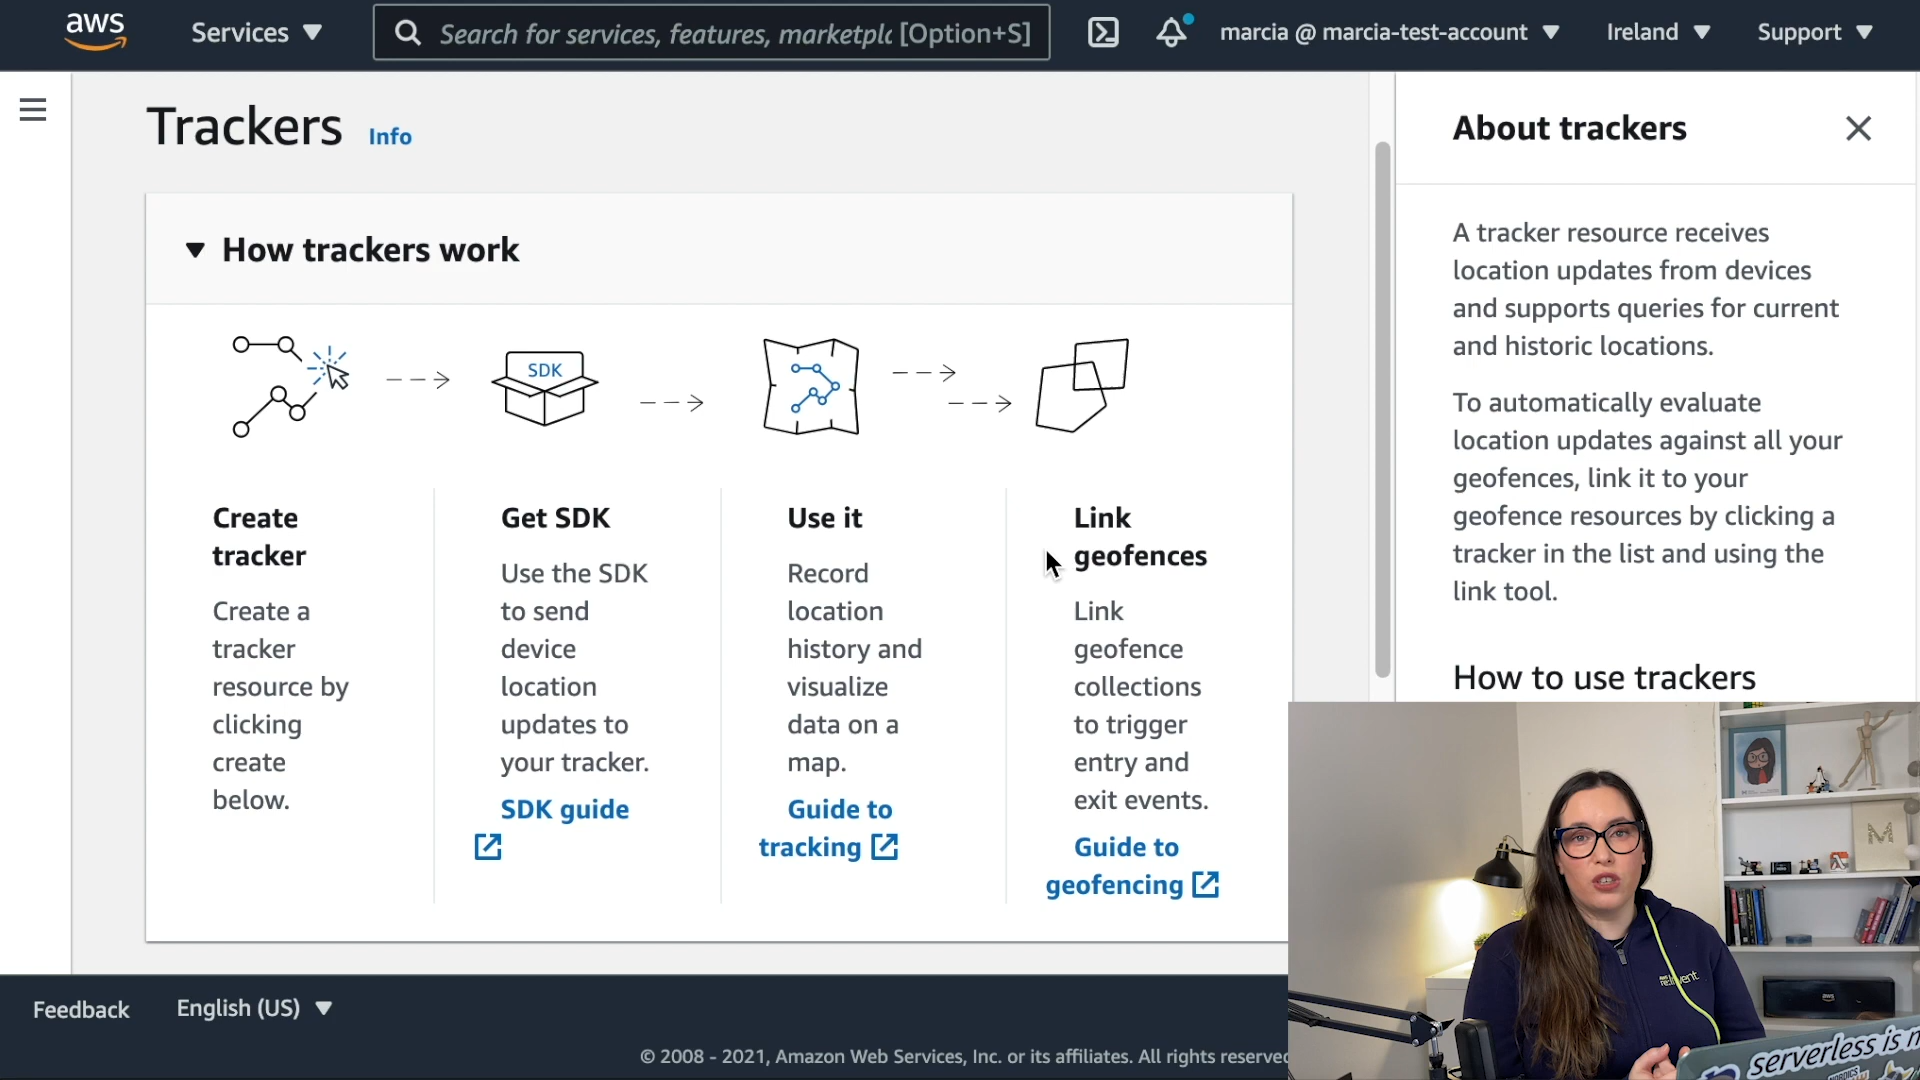 aws
Services
Search for services, features, marketplc [Option+S]
marcia @ marcia-test-account
Ireland
Support
Trackers Info
How trackers work
SDK
Create
tracker
Create a
tracker
resource by
clicking
create
below.
Get SDK
Use the SDK
to send
device
location
updates to
your tracker.
SDK guide
Use it
Record
location
history and
visualize
data on a
map.
Guide to
tracking
Link
geofences
Link
geofence
collections
to trigger
entry and
exit events.
Guide to
geofencing
About trackers
A tracker resource receives
location updates from devices
and supports queries for current
and historic locations.
To automatically evaluate
location updates against all your
geofences, link it to your
geofence resources by clicking a
tracker in the list and using the
link tool.
How to use trackers
M
aws
re:Invent
serverless is
Feedback
English (US)
© 2008 - 2021, Amazon Web Services, Inc. or its affiliates. All rights reserved